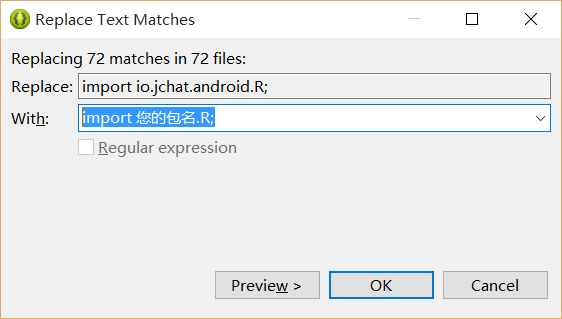 Replace Text Matches
Replacing 72 matches in 72 files:
Replace: import io.jchat.android.R;
With: import 您的包名.R;
Regular expression
Preview > OK Cancel